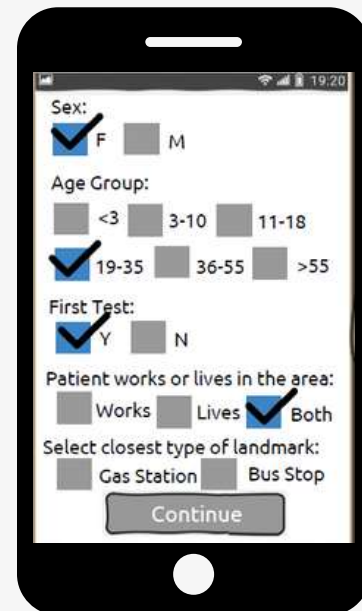 19:20
Sex:
F M
Age Group:
<3 3-10 11-18
19-35 36-55 >55
First Test:
Y N
Patient works or lives in the area:
Works Lives Both
Select closest type of landmark:
Gas Station Bus Stop
Continue